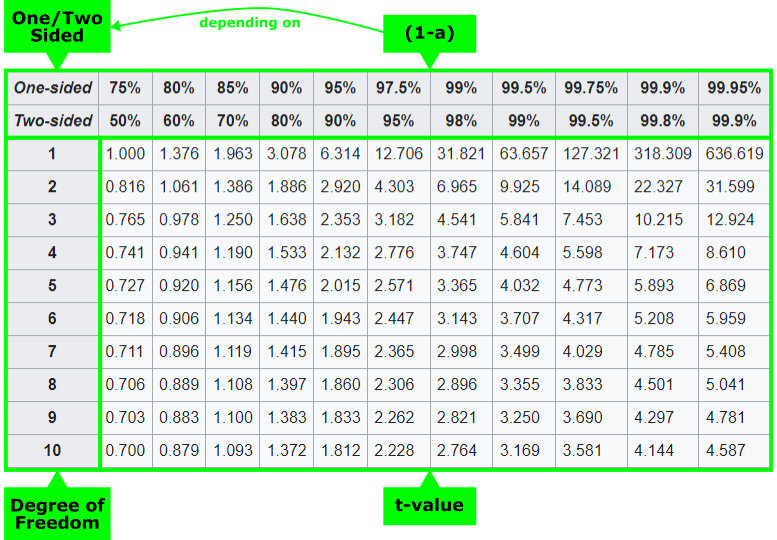 One/Two
Sided
depending on
(1-a)
One-sided 75% 80% 85% 90% 95% 97.5% 99% 99.5% 99.75% 99.9% 99.95%
Two-sided 50% 60% 70% 80% 90% 95% 98% 99% 99.5% 99.8% 99.9%
1 1.000 1.376 1.963 3.078 6.314 12.706 31.821 63.657 127.321 318.309 636.619
2 0.816 1.061 1.386 1.886 2.920 4.303 6.965 9.925 14.089 22.327 31.599
3 0.765 0.978 1.250 1.638 2.353 3.182 4.541 5.841 7.453 10.215 12.924
4 0.741 0.941 1.190 1.533 2.132 2.776 3.747 4.604 5.598 7.173 8.610
5 0.727 0.920 1.156 1.476 2.015 2.571 3.365 4.032 4.773 5.893 6.869
6 0.718 0.906 1.134 1.440 1.943 2.447 3.143 3.707 4.317 5.208 5.959
7 0.711 0.896 1.119 1.415 1.895 2.365 2.998 3.499 4.029 4.785 5.408
8 0.706 0.889 1.108 1.397 1.860 2.306 2.896 3.355 3.833 4.501 5.041
9 0.703 0.883 1.100 1.383 1.833 2.262 2.821 3.250 3.690 4.297 4.781
10 0.700 0.879 1.093 1.372 1.812 2.228 2.764 3.169 3.581 4.144 4.587
Degree of
Freedom
t-value